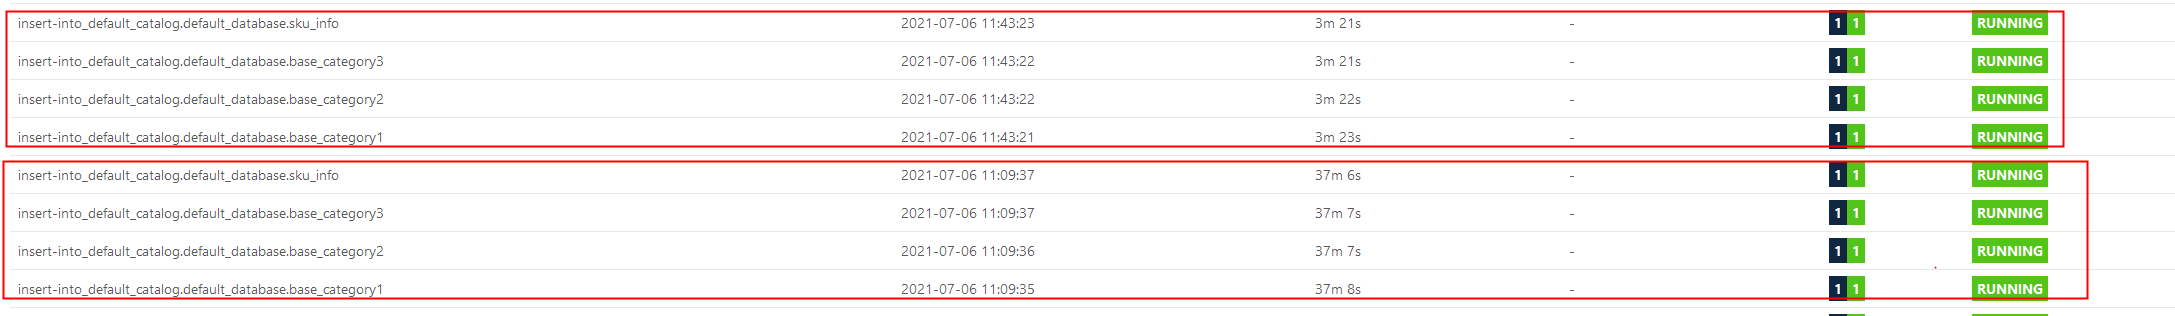 insert-into_default_catalog.default_database.sku_info 2021-07-06 11:43:23 3m 21s - 1 1 RUNNING
insert-into_default_catalog.default_database.base_category3 2021-07-06 11:43:22 3m 21s - 1 1 RUNNING
insert-into_default_catalog.default_database.base_category2 2021-07-06 11:43:22 3m 22s - 1 1 RUNNING
insert-into_default_catalog.default_database.base_category1 2021-07-06 11:43:21 3m 23s - 1 1 RUNNING
insert-into_default_catalog.default_database.sku_info 2021-07-06 11:09:37 37m 6s - 1 1 RUNNING
insert-into_default_catalog.default_database.base_category3 2021-07-06 11:09:37 37m 7s - 1 1 RUNNING
insert-into_default_catalog.default_database.base_category2 2021-07-06 11:09:36 37m 7s - 1 1 RUNNING
insert-into_default_catalog.default_database.base_category1 2021-07-06 11:09:35 37m 8s - 1 1 RUNNING